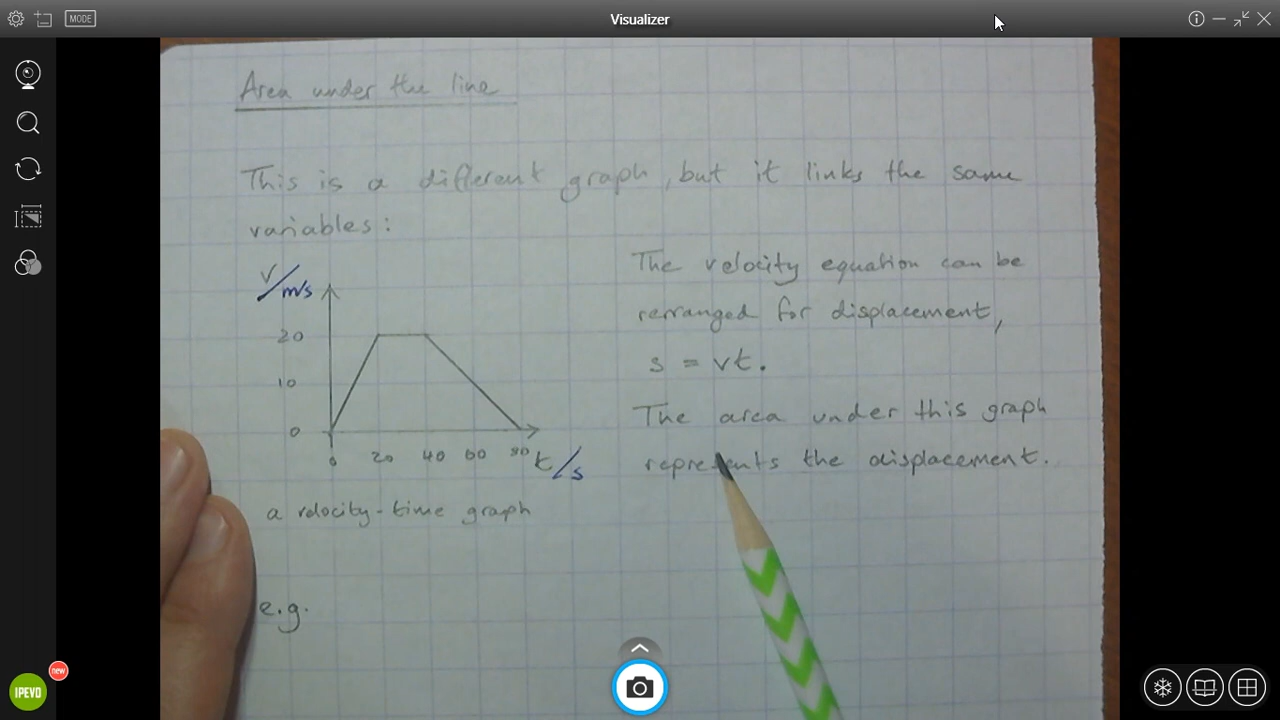 MODE
Visualizer
Area under the line
This is a different graph, but it links the same
variables:
v/m/s
20
10
0
0 20 40 60 80 t/s
a velocity-time graph
The velocity equation can be
rerranged for displacement,
s = vt.
The area under this graph
represents the displacement.
e.g.
new
IPEVO